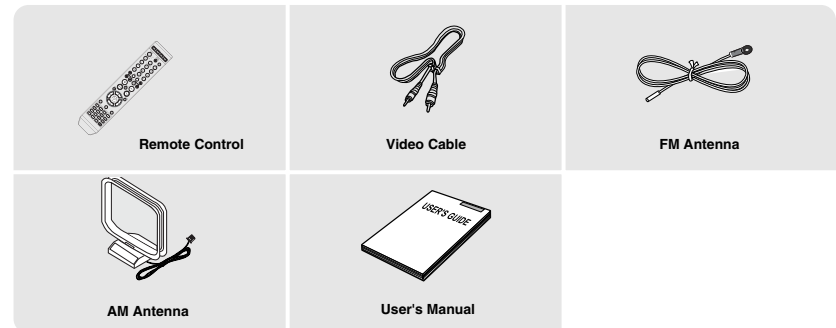 Remote Control
Video Cable
FM Antenna
USER'S GUIDE
AM Antenna
User's Manual